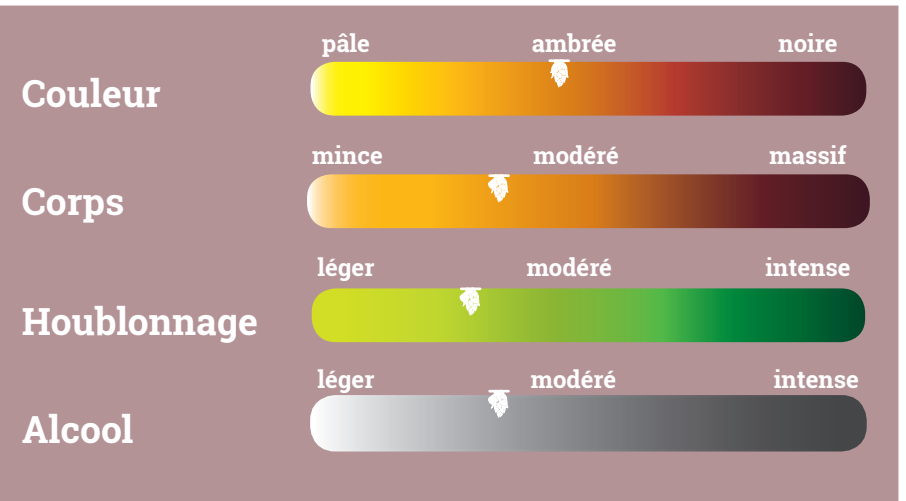 pâle ambrée noire
Couleur
mince modéré massif
Corps
léger modéré intense
Houblonnage
léger modéré intense
Alcool